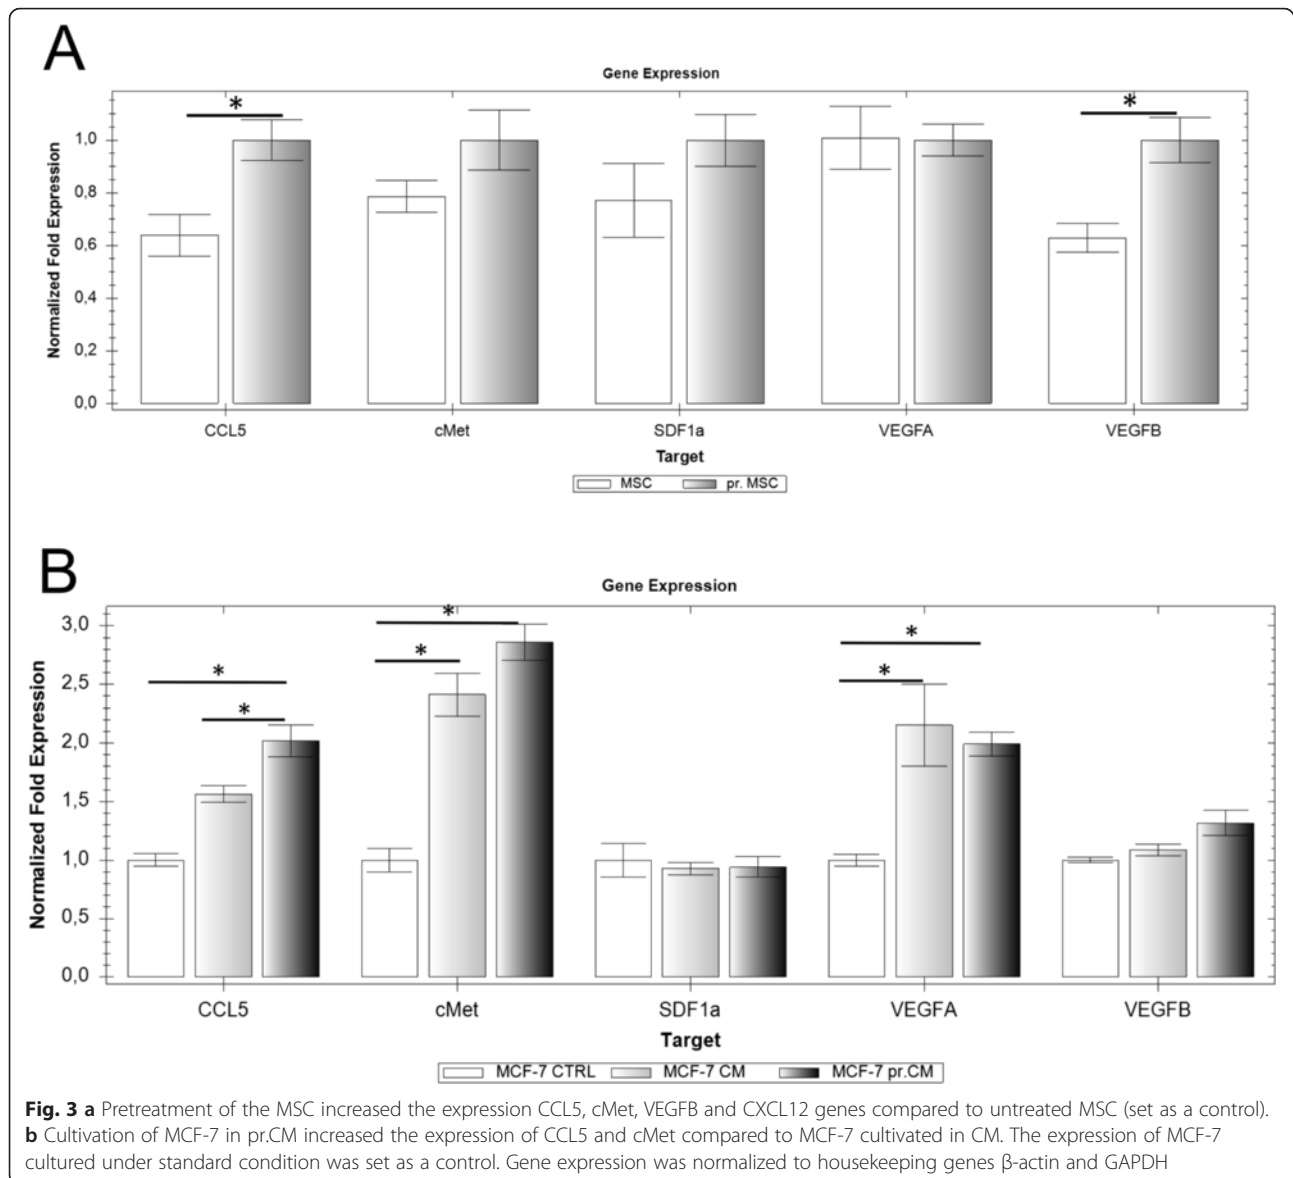 A
Gene Expression
*
*
Normalized Fold Expression
1,0
0,8
0,6
0,4
0,2
0,0
CCL5 cMet SDF1a VEGFA VEGFB
Target
MSC pr. MSC
B
Gene Expression
*
*
*
*
*
*
Normalized Fold Expression
3,0
2,5
2,0
1,5
1,0
0,5
0,0
CCL5 cMet SDF1a VEGFA VEGFB
Target
MCF-7 CTRL MCF-7 CM MCF-7 pr.CM
Fig. 3 a Pretreatment of the MSC increased the expression CCL5, cMet, VEGFB and CXCL12 genes compared to untreated MSC (set as a control).
b Cultivation of MCF-7 in pr.CM increased the expression of CCL5 and cMet compared to MCF-7 cultivated in CM. The expression of MCF-7
cultured under standard condition was set as a control. Gene expression was normalized to housekeeping genes β-actin and GAPDH